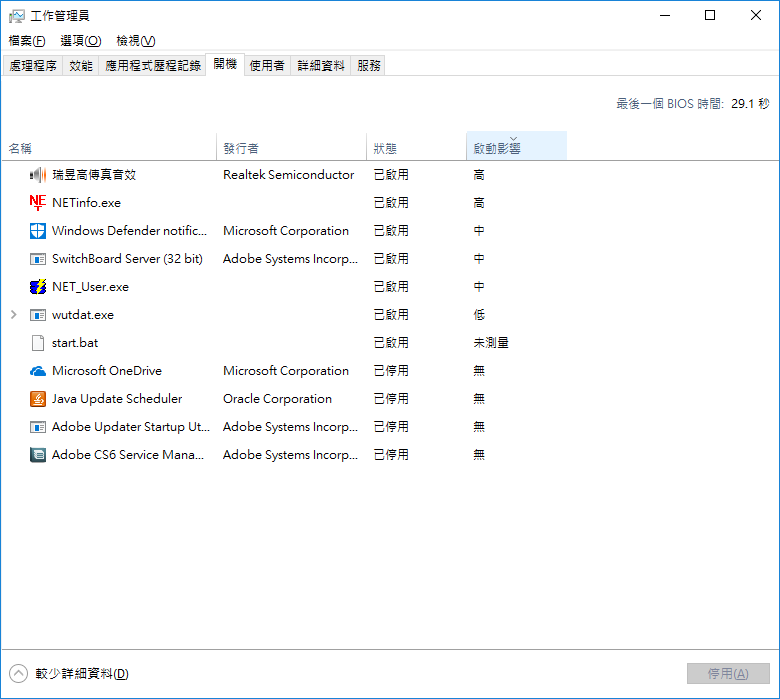 工作管理員
檔案(F) 選項(O) 檢視(V)
處理程序 效能 應用程式歷程記錄 開機 使用者 詳細資料 服務
最後一個 BIOS 時間: 29.1 秒
名稱 發行者 狀態 啟動影響
瑞昱高傳真音效 Realtek Semiconductor 已啟用 高
NETinfo.exe 已啟用 高
Windows Defender notific... Microsoft Corporation 已啟用 中
SwitchBoard Server (32 bit) Adobe Systems Incorp... 已啟用 中
NET_User.exe 已啟用 中
wutdat.exe 已啟用 低
start.bat 已啟用 未測量
Microsoft OneDrive Microsoft Corporation 已停用 無
Java Update Scheduler Oracle Corporation 已停用 無
Adobe Updater Startup Ut... Adobe Systems Incorp... 已停用 無
Adobe CS6 Service Mana... Adobe Systems Incorp... 已停用 無
較少詳細資料(D) 停用(A)